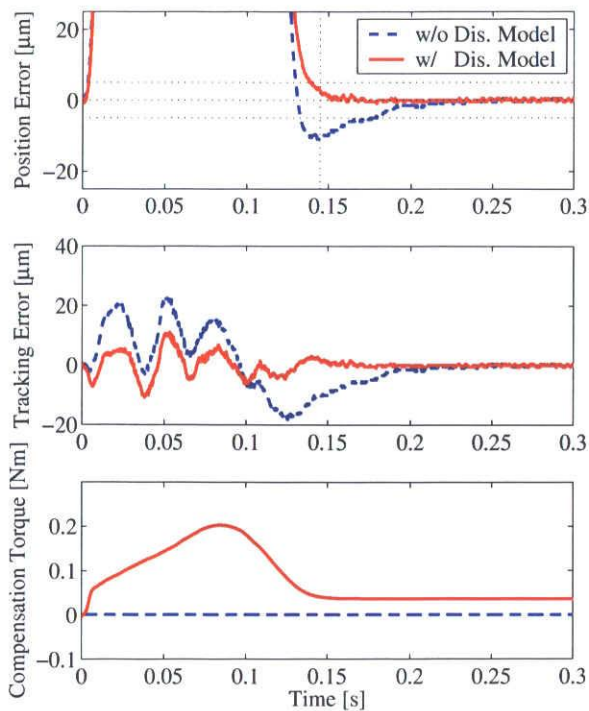 Position Error [µm]
20
0
−20
w/o Dis. Model
w/ Dis. Model
0 0.05 0.1 0.15 0.2 0.25 0.3
Tracking Error [µm]
40
20
0
−20
0 0.05 0.1 0.15 0.2 0.25 0.3
Compensation Torque [Nm]
0.2
0.1
0
−0.1
0 0.05 0.1 0.15 0.2 0.25 0.3
Time [s]